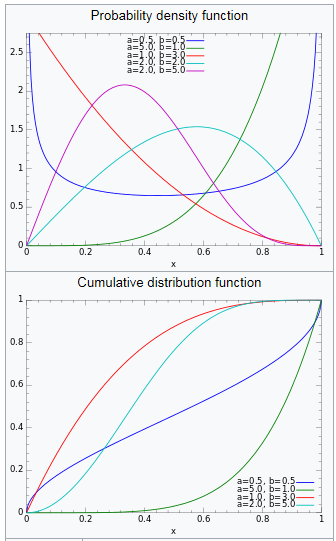 Probability density function
a=0.5, b=0.5
a=5.0, b=1.0
a=1.0, b=3.0
a=2.0, b=2.0
a=2.0, b=5.0
2.5
2
1.5
1
0.5
0
0 0.2 0.4 0.6 0.8 1
x
Cumulative distribution function
1
0.8
0.6
0.4
0.2
0
a=0.5, b=0.5
a=5.0, b=1.0
a=1.0, b=3.0
a=2.0, b=5.0
0 0.2 0.4 0.6 0.8 1
x